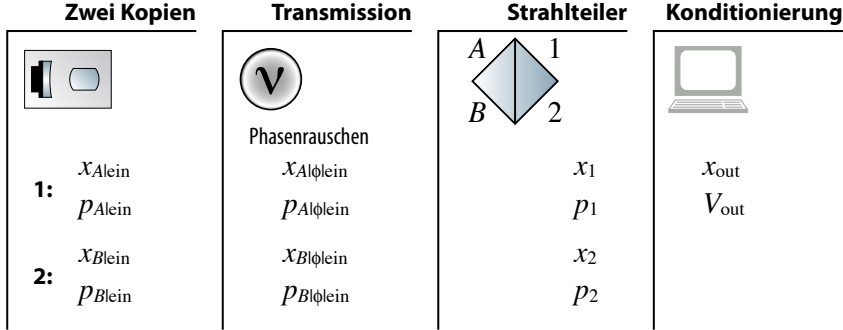 Zwei Kopien Transmission Strahlteiler Konditionierung
A 1
ν
B 2
Phasenrauschen
x_A|ein x_A|ϕ|ein x_1 x_out
1:
p_A|ein p_A|ϕ|ein p_1 V_out
x_B|ein x_B|ϕ|ein x_2
2:
p_B|ein p_B|ϕ|ein p_2